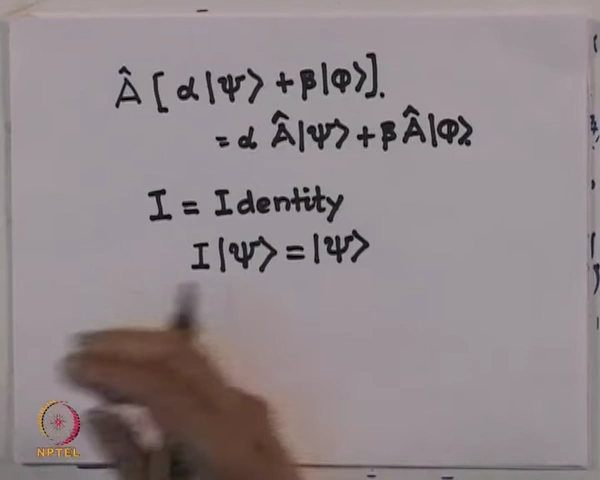 Â [ α|Ψ⟩ + β|Φ⟩ ].
= α Â|Ψ⟩ + β Â|Φ⟩.
I = Identity
I|Ψ⟩ = |Ψ⟩
NPTEL